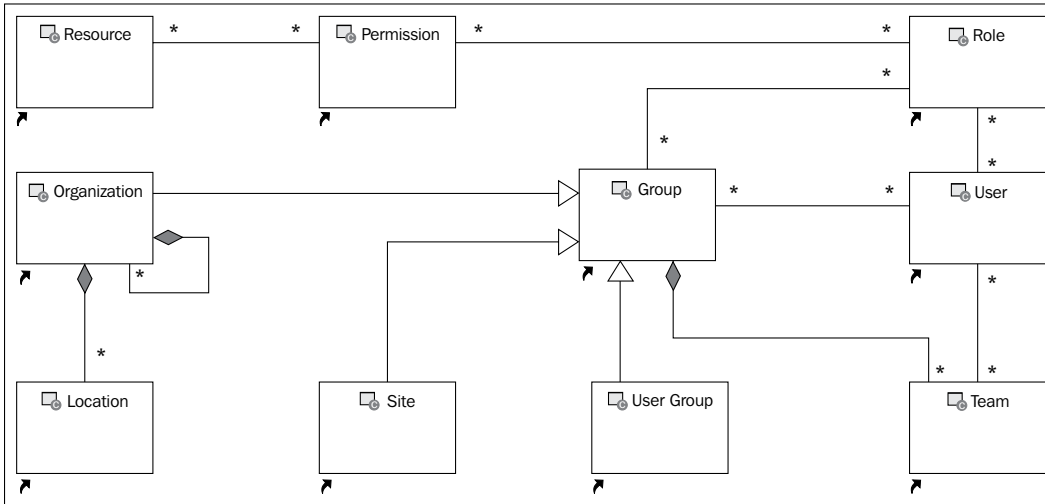 Resource
*
*
Permission
*
*
Role
*
*
*
*
Organization
*
Group
*
*
User
*
*
*
*
Location
Site
User Group
Team